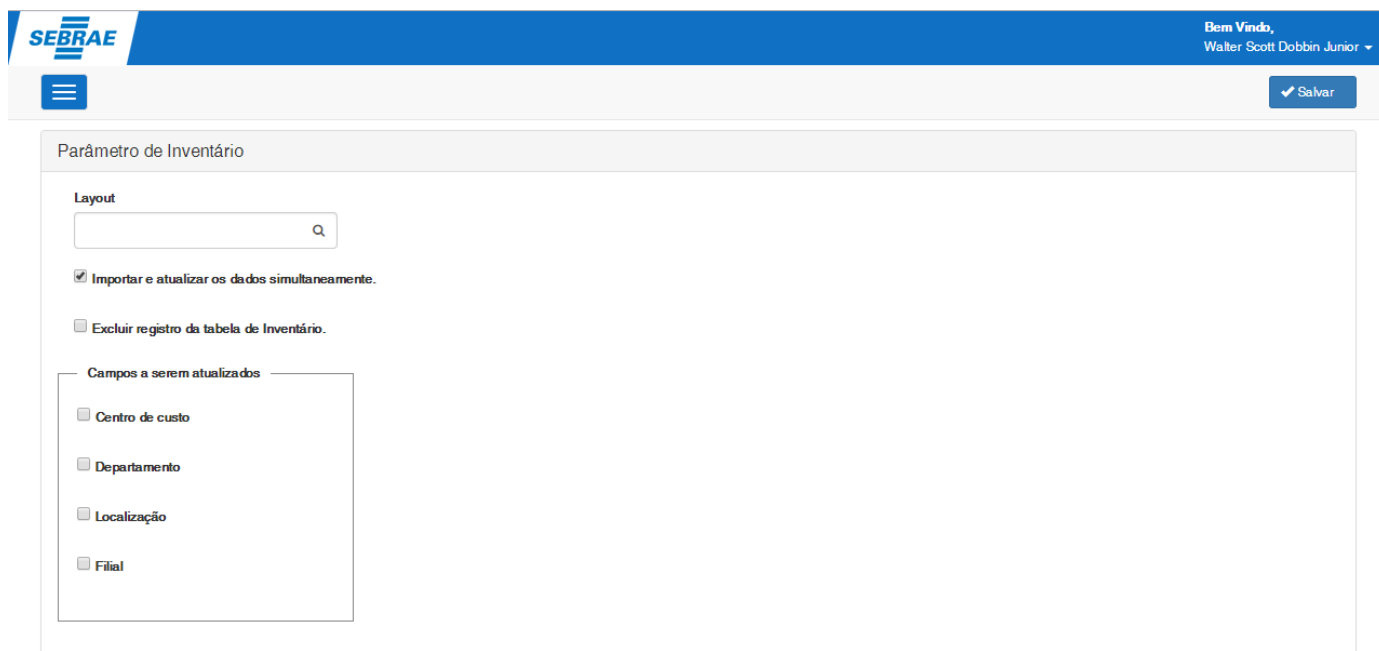 SEBRAE
Bem Vindo,
Walter Scott Dobbin Junior
Salvar
Parâmetro de Inventário
Layout
Importar e atualizar os dados simultaneamente.
Excluir registro da tabela de Inventário.
Campos a serem atualizados
Centro de custo
Departamento
Localização
Filial